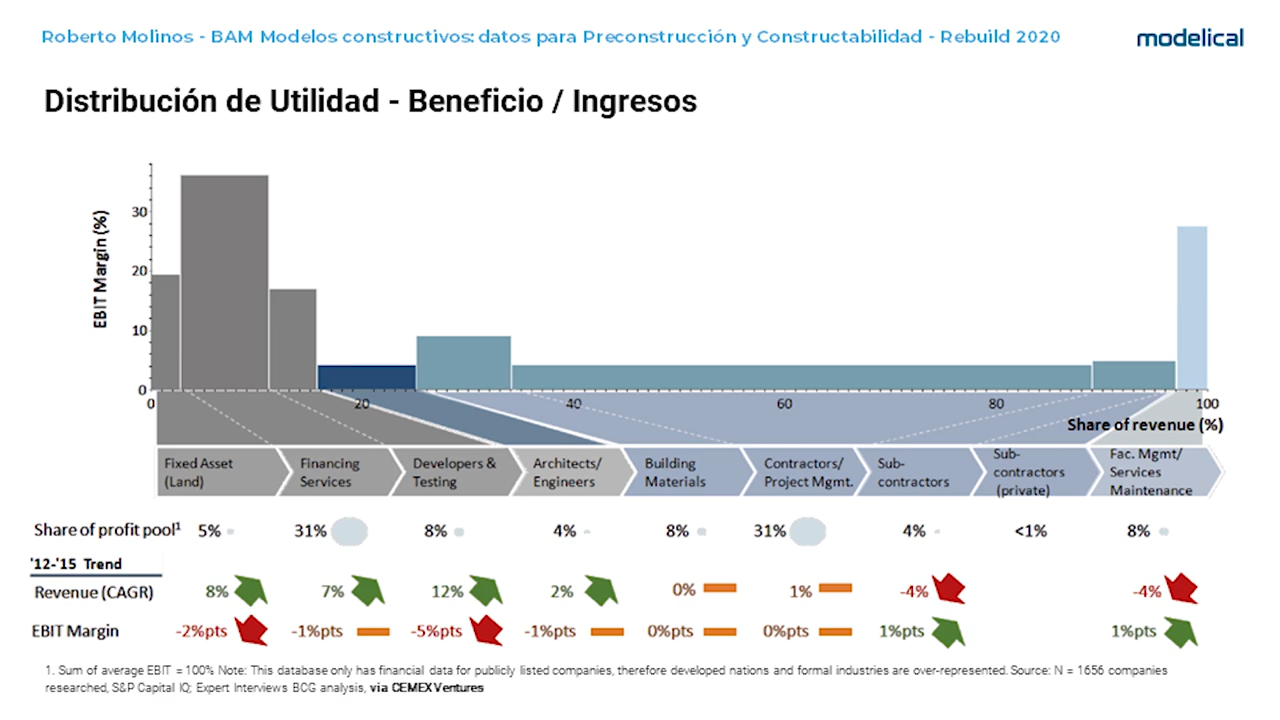 Roberto Molinos - BAM Modelos constructivos: datos para Preconstrucción y Constructabilidad - Rebuild 2020
modelical
Distribución de Utilidad - Beneficio / Ingresos
EBIT Margin (%)
30
20
10
0
0 20 40 60 80 100
Share of revenue (%)
Fixed Asset
(Land)
Financing
Services
Developers &
Testing
Architects/
Engineers
Building
Materials
Contractors/
Project Mgmt.
Sub-
contractors
Sub-
contractors
(private)
Fac. Mgmt/
Services
Maintenance
Share of profit pool¹ 5% 31% 8% 4% 8% 31% 4% <1% 8%
'12-'15 Trend
Revenue (CAGR) 8% 7% 12% 2% 0% 1% -4% -4%
EBIT Margin -2%pts -1%pts -5%pts -1%pts 0%pts 0%pts 1%pts 1%pts
1. Sum of average EBIT = 100% Note: This database only has financial data for publicly listed companies, therefore developed nations and formal industries are over-represented. Source: N = 1656 companies
researched, S&P Capital IQ; Expert Interviews BCG analysis, via CEMEX Ventures